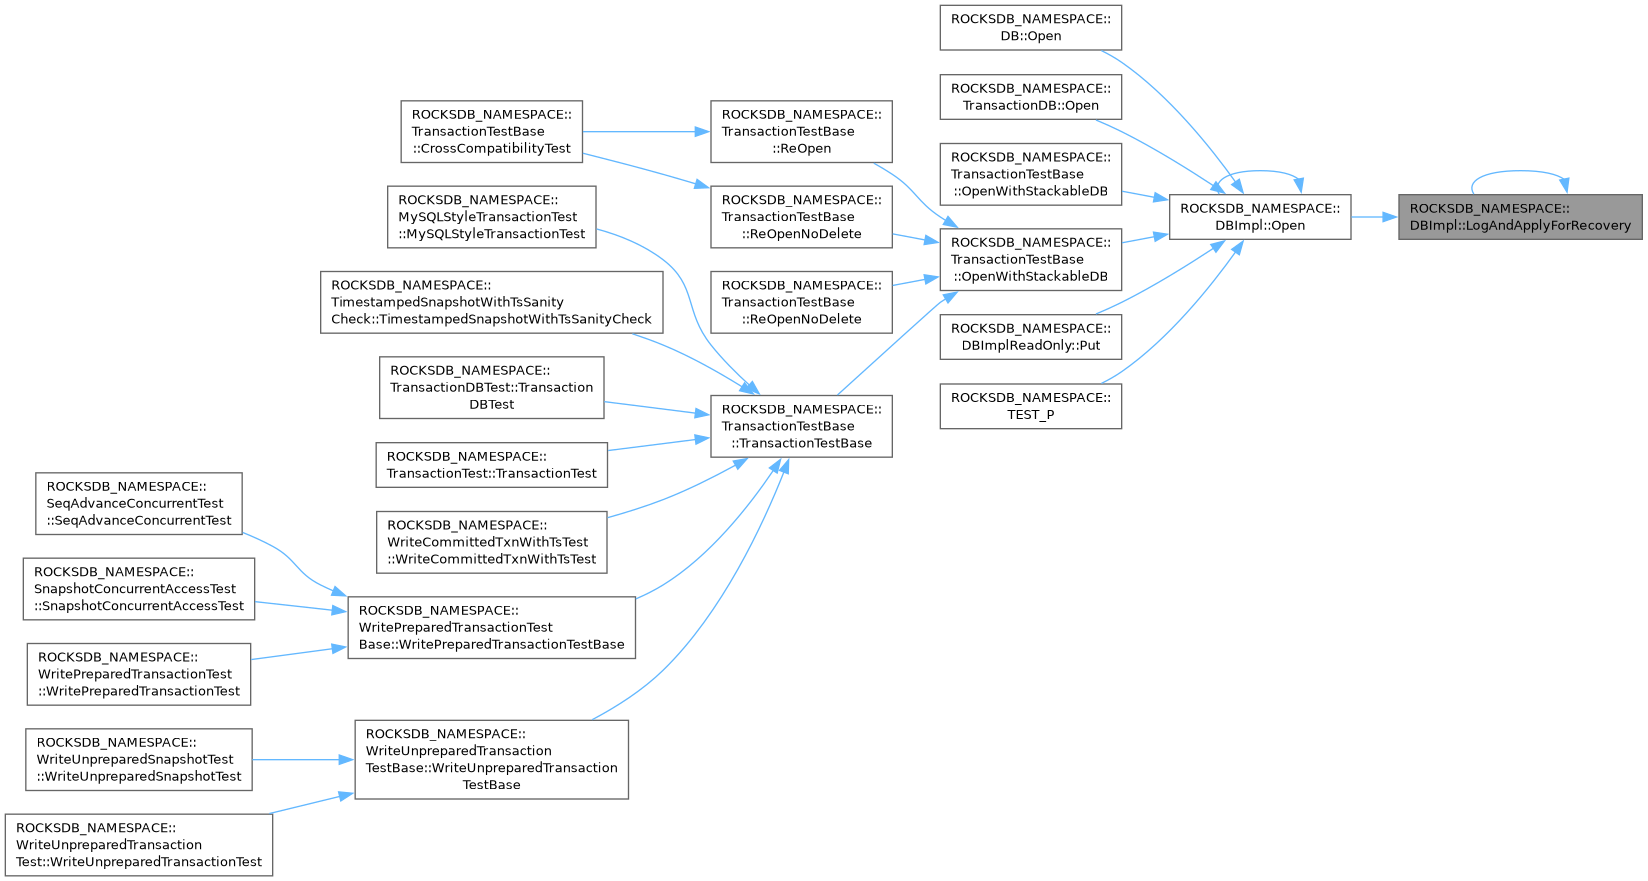 ROCKSDB_NAMESPACE::
DB::Open
ROCKSDB_NAMESPACE::
TransactionDB::Open
ROCKSDB_NAMESPACE::
TransactionTestBase
::CrossCompatibilityTest
ROCKSDB_NAMESPACE::
TransactionTestBase
::ReOpen
ROCKSDB_NAMESPACE::
TransactionTestBase
::OpenWithStackableDB
ROCKSDB_NAMESPACE::
MySQLStyleTransactionTest
::MySQLStyleTransactionTest
ROCKSDB_NAMESPACE::
TransactionTestBase
::ReOpenNoDelete
ROCKSDB_NAMESPACE::
DBImpl::Open
ROCKSDB_NAMESPACE::
DBImpl::LogAndApplyForRecovery
ROCKSDB_NAMESPACE::
TransactionTestBase
::OpenWithStackableDB
ROCKSDB_NAMESPACE::
TimestampedSnapshotWithTsSanity
Check::TimestampedSnapshotWithTsSanityCheck
ROCKSDB_NAMESPACE::
TransactionTestBase
::ReOpenNoDelete
ROCKSDB_NAMESPACE::
DBImplReadOnly::Put
ROCKSDB_NAMESPACE::
TransactionDBTest::Transaction
DBTest
ROCKSDB_NAMESPACE::
TEST_P
ROCKSDB_NAMESPACE::
TransactionTestBase
::TransactionTestBase
ROCKSDB_NAMESPACE::
TransactionTest::TransactionTest
ROCKSDB_NAMESPACE::
SeqAdvanceConcurrentTest
::SeqAdvanceConcurrentTest
ROCKSDB_NAMESPACE::
WriteCommittedTxnWithTsTest
::WriteCommittedTxnWithTsTest
ROCKSDB_NAMESPACE::
SnapshotConcurrentAccessTest
::SnapshotConcurrentAccessTest
ROCKSDB_NAMESPACE::
WritePreparedTransactionTest
Base::WritePreparedTransactionTestBase
ROCKSDB_NAMESPACE::
WritePreparedTransactionTest
::WritePreparedTransactionTest
ROCKSDB_NAMESPACE::
WriteUnpreparedSnapshotTest
::WriteUnpreparedSnapshotTest
ROCKSDB_NAMESPACE::
WriteUnpreparedTransaction
TestBase::WriteUnpreparedTransaction
TestBase
ROCKSDB_NAMESPACE::
WriteUnpreparedTransaction
Test::WriteUnpreparedTransactionTest